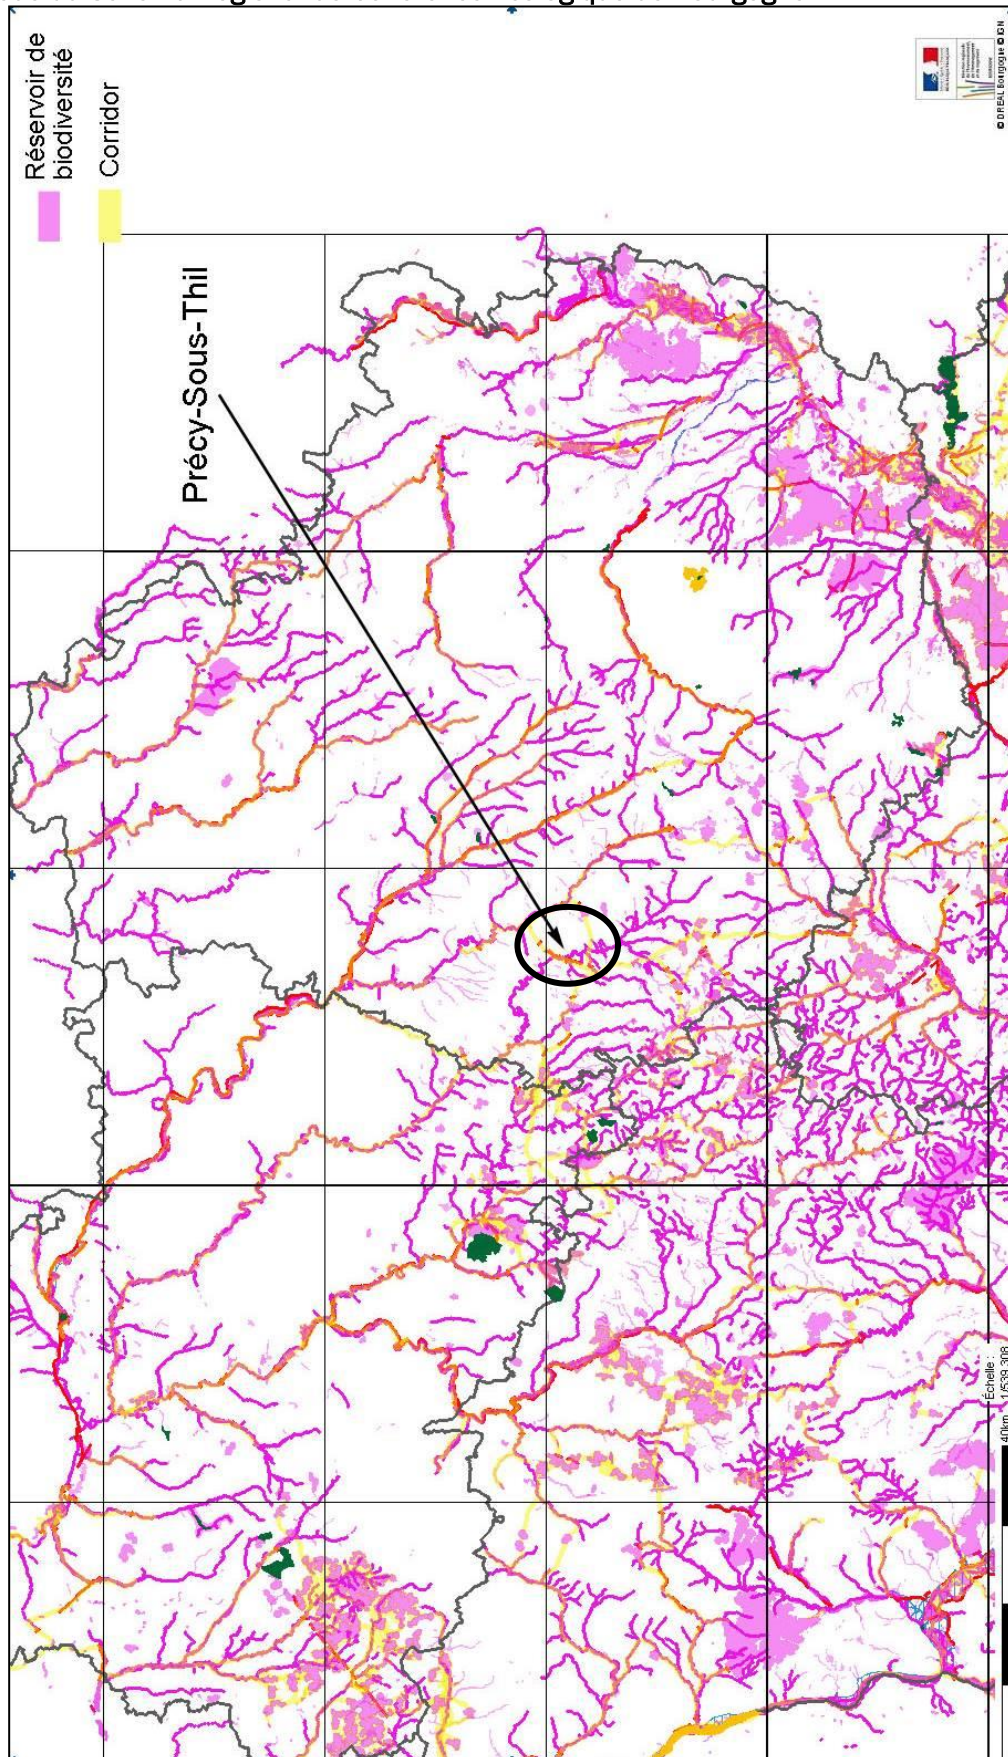 Réservoir de
biodiversité
Corridor
Précy-Sous-Thil
© DREAL Bourgogne © IGN
Échelle :
40km 1/539 308